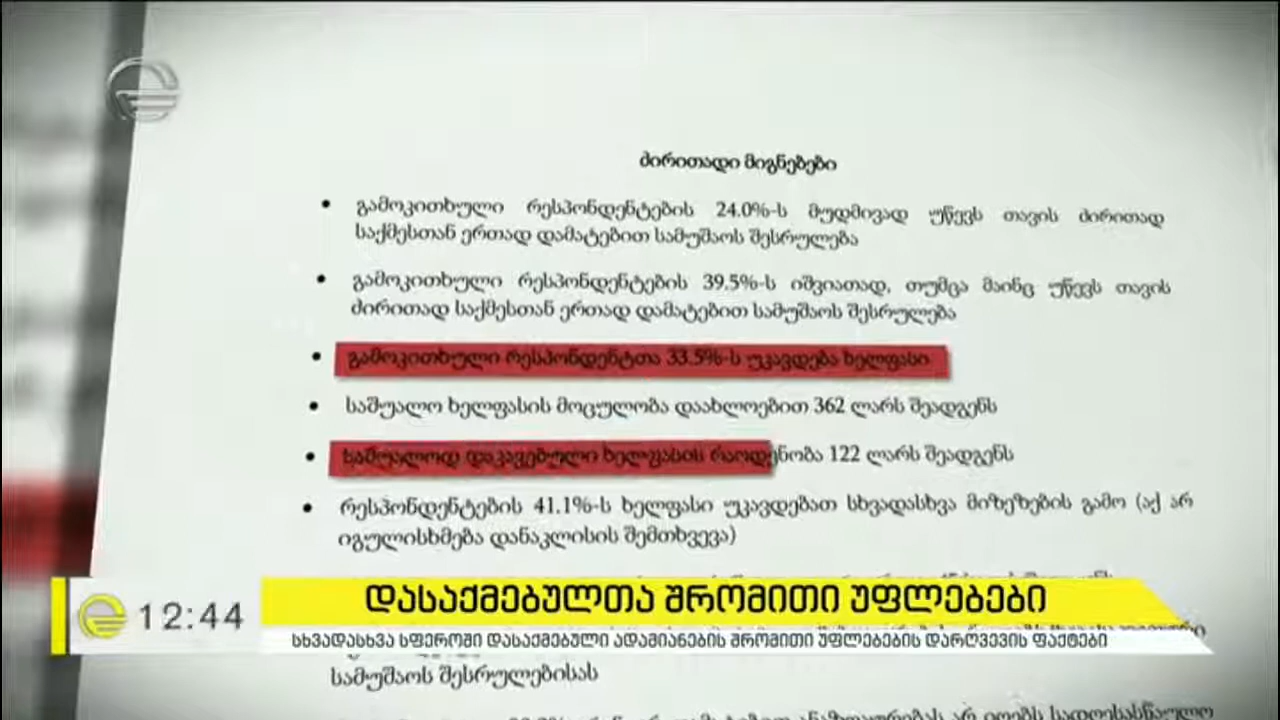 ძირითადი მიგნებები
• გამოკითხული რესპონდენტების 24.0%-ს მუდმივად უწევს თავის ძირითად
საქმესთან ერთად დამატებით სამუშაოს შესრულება
• გამოკითხული რესპონდენტების 39.5%-ს იშვიათად, თუმცა მაინც უწევს თავის
ძირითად საქმესთან ერთად დამატებით სამუშაოს შესრულება
• გამოკითხული რესპონდენტთა 33.5%-ს უკავდება ხელფასი
• საშუალო ხელფასის მოცულობა დაახლოებით 362 ლარს შეადგენს
• საშუალოდ დაკავებული ხელფასის რაოდენობა 122 ლარს შეადგენს
• რესპონდენტების 41.1%-ს ხელფასი უკავდებათ სხვადასხვა მიზეზების გამო (აქ არ
იგულისხმება დანაკლისის შემთხვევა)
12:44
დასაქმებულთა შრომითი უფლებები
სხვადასხვა სფეროში დასაქმებული ადამიანების შრომითი უფლებების დარღვევის ფაქტები
სამუშაოს შესრულებისას